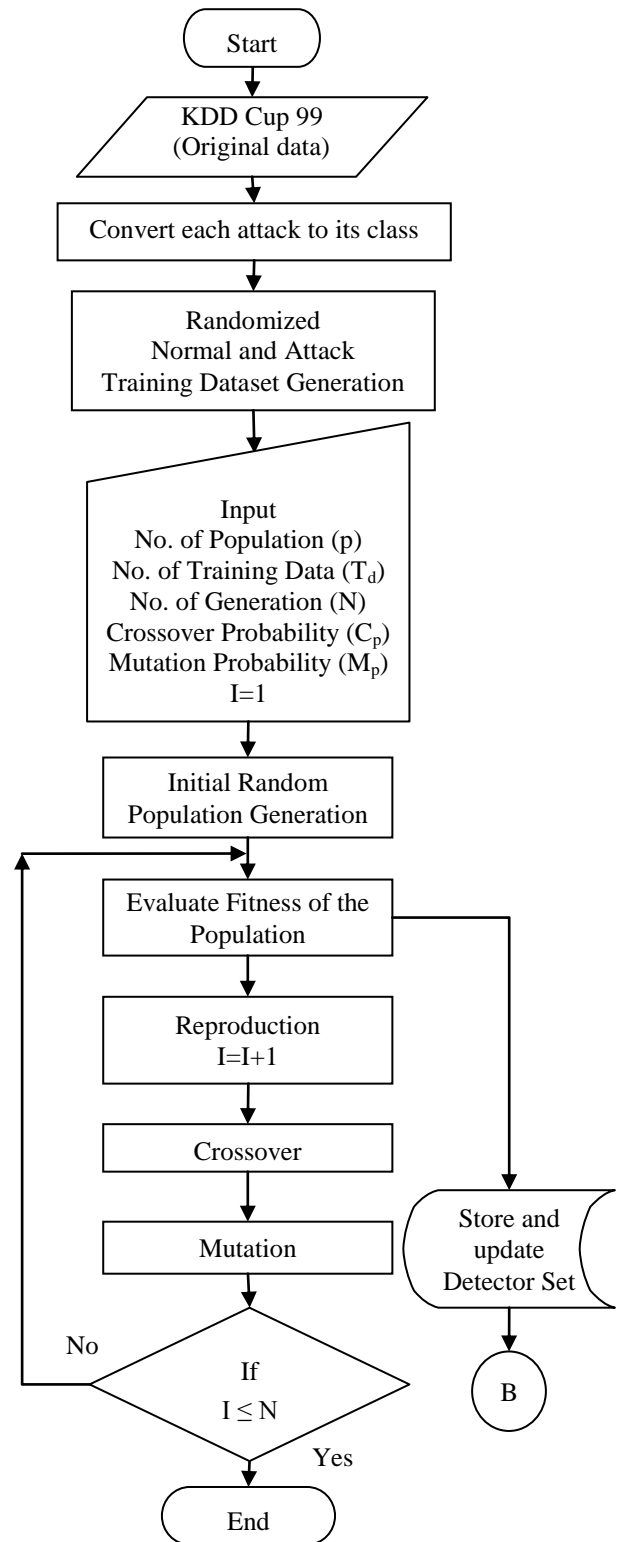 Start
KDD Cup 99
(Original data)
Convert each attack to its class
Randomized
Normal and Attack
Training Dataset Generation
Input
No. of Population (p)
No. of Training Data (T_d)
No. of Generation (N)
Crossover Probability (C_p)
Mutation Probability (M_p)
I=1
Initial Random
Population Generation
Evaluate Fitness of the
Population
Reproduction
I=I+1
Crossover
Mutation
Store and
update
Detector Set
B
No
If
I ≤ N
Yes
End